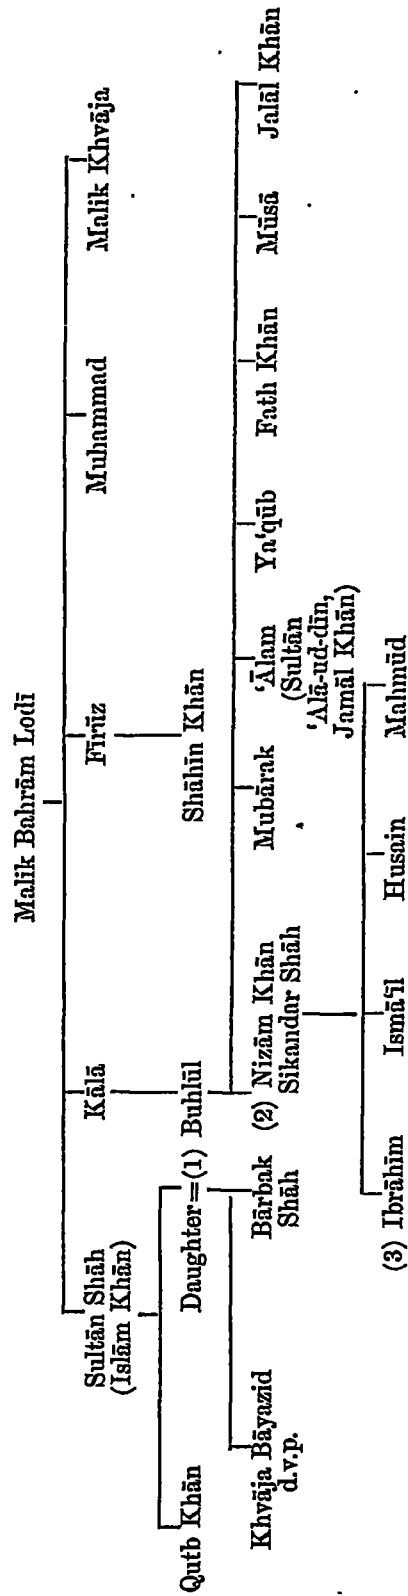 Malik Bahrām Lodī
Sultān Shāh
(Islām Khān)
Kālā
Fīrūz
Muhammad
Malik Khvāja
Qutb Khān
Daughter=(1) Buhlūl
Shāhīn Khān
Khvāja Bāyazid
d.v.p.
Bārbak
Shāh
(2) Nizām Khān
Sikandar Shāh
Mubārak
‘Ālam
(Sultān
‘Alā-ud-dīn,
Jamāl Khān)
Ya‘qūb
Fath Khān
Mūsā
Jalāl Khān
(3) Ibrāhīm
Ismā‘īl
Husain
Mahmūd